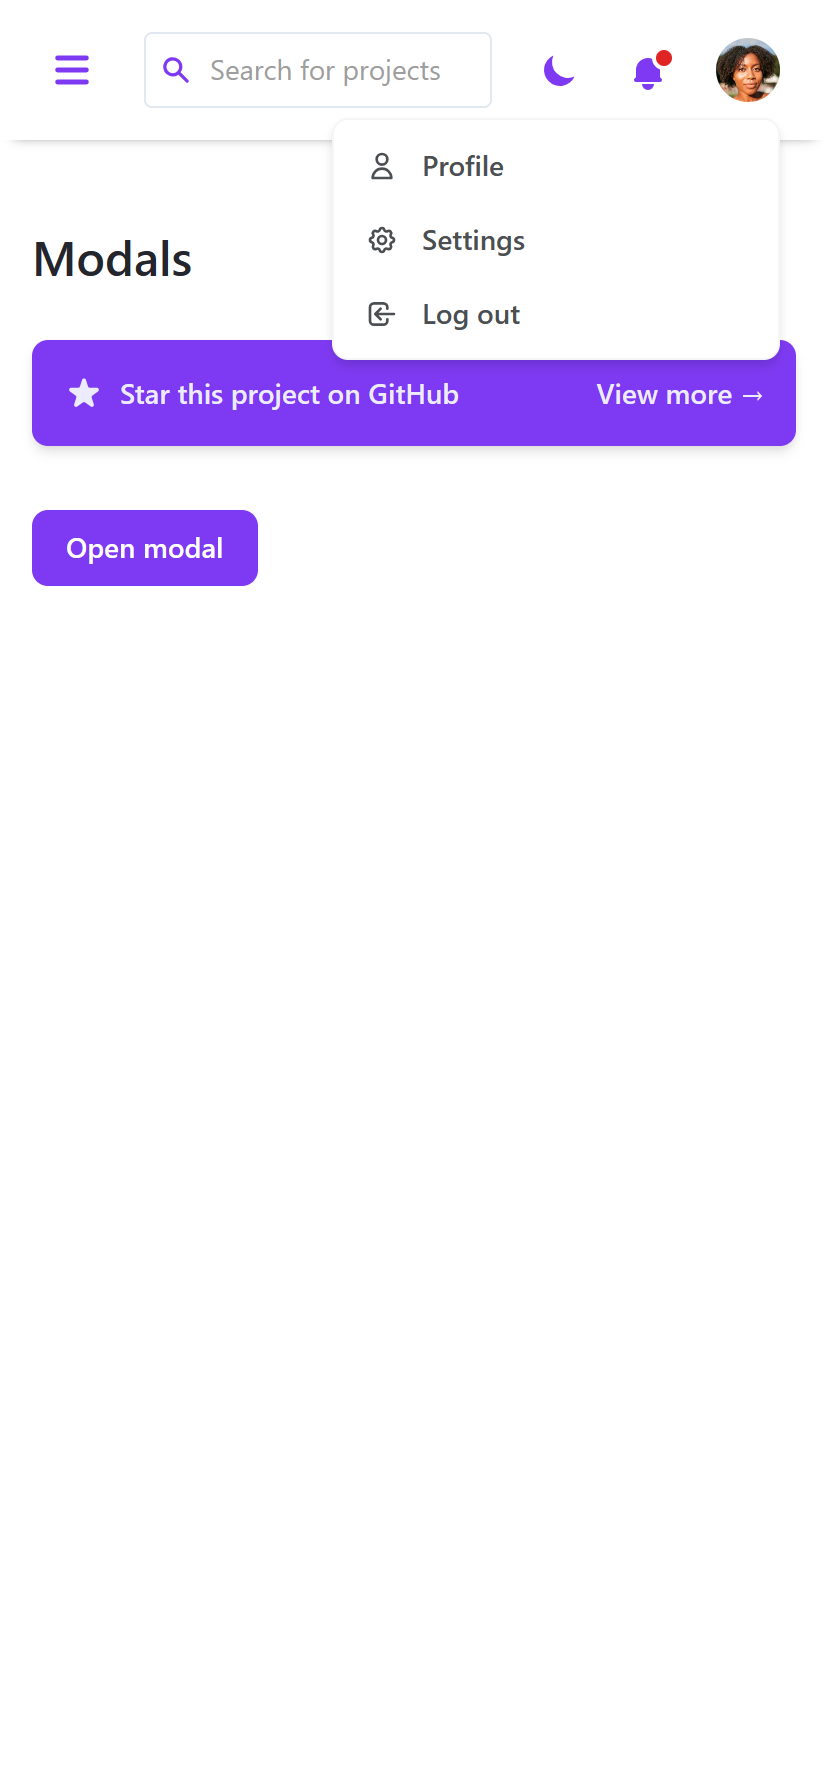 Search for projects
Profile
Settings
Log out
Modals
Star this project on GitHub
View more →
Open modal